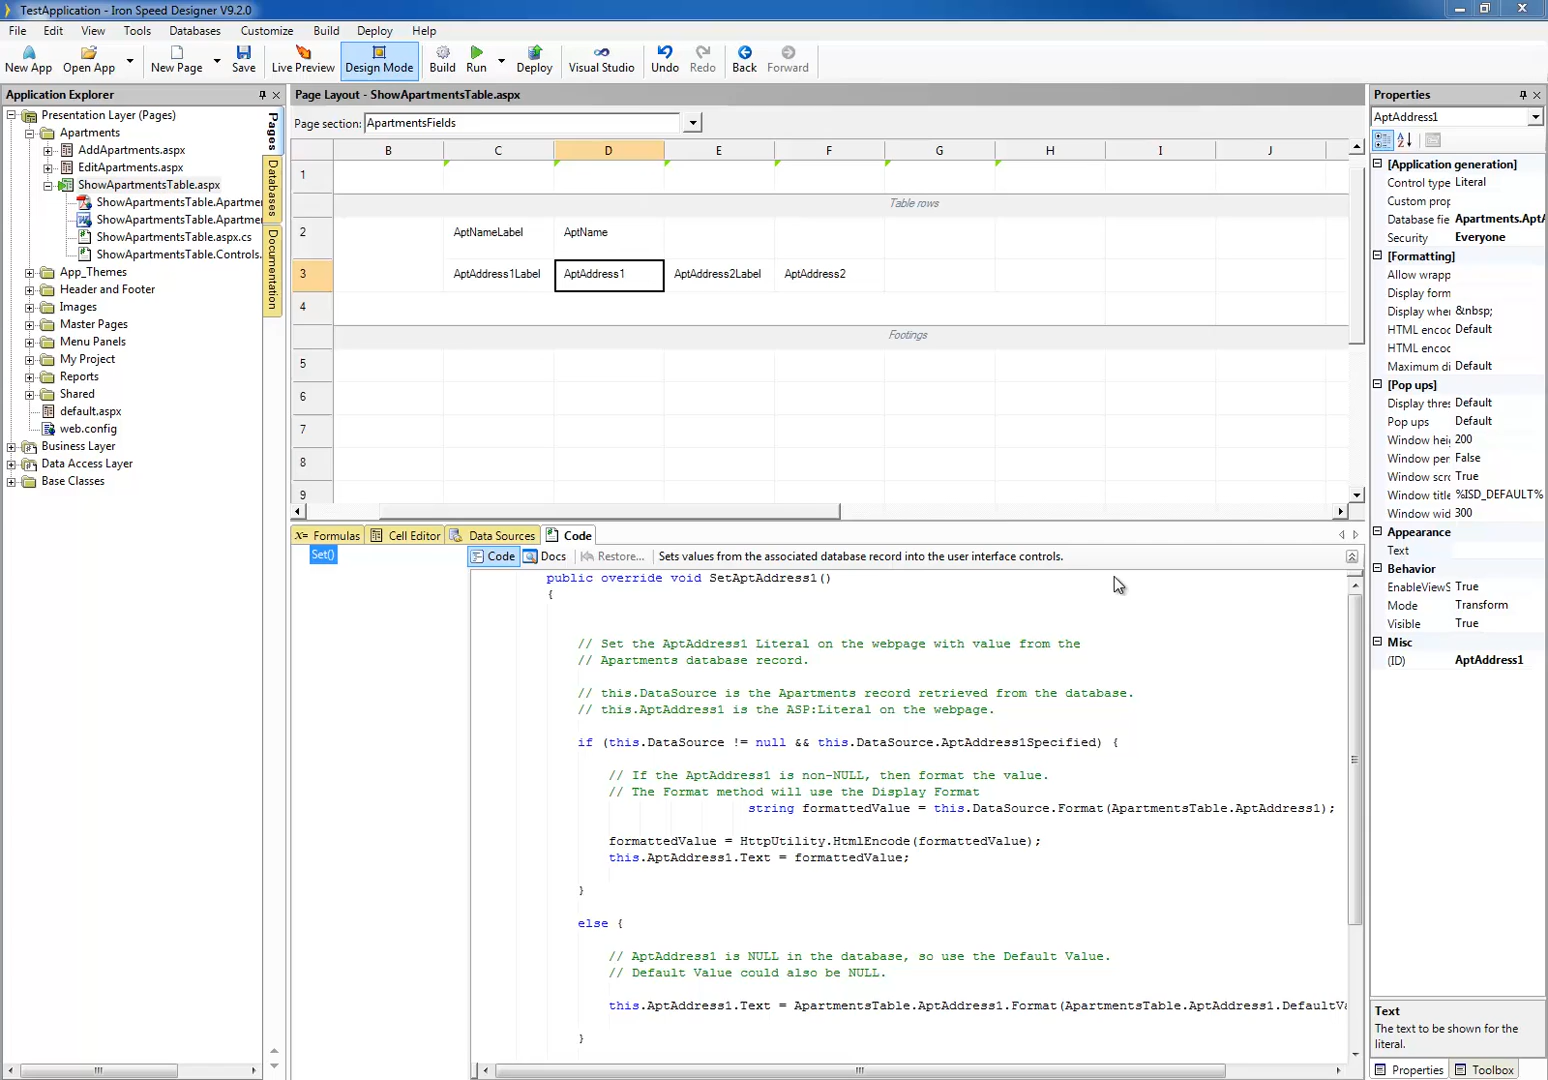 TestApplication - Iron Speed Designer V9.2.0
File Edit View Tools Databases Customize Build Deploy Help
New App Open App New Page Save Live Preview Design Mode Build Run Deploy Visual Studio Undo Redo Back Forward
Application Explorer
Presentation Layer (Pages)
Apartments
AddApartments.aspx
EditApartments.aspx
ShowApartmentsTable.aspx
ShowApartmentsTable.Apartme
ShowApartmentsTable.Apartme
ShowApartmentsTable.aspx.cs
ShowApartmentsTable.Controls.
App_Themes
Header and Footer
Images
Master Pages
Menu Panels
My Project
Reports
Shared
default.aspx
web.config
Business Layer
Data Access Layer
Base Classes
Pages
Databases
Documentation
Page Layout - ShowApartmentsTable.aspx
Page section: ApartmentsFields
B C D E F G H I J
1
Table rows
2 AptNameLabel AptName
3 AptAddress1Label AptAddress1 AptAddress2Label AptAddress2
4
Footings
5
6
7
8
9
X= Formulas Cell Editor Data Sources Code
Set()
Code Docs Restore... Sets values from the associated database record into the user interface controls.
public override void SetAptAddress1()
{
// Set the AptAddress1 Literal on the webpage with value from the
// Apartments database record.
// this.DataSource is the Apartments record retrieved from the database.
// this.AptAddress1 is the ASP:Literal on the webpage.
if (this.DataSource != null && this.DataSource.AptAddress1Specified) {
// If the AptAddress1 is non-NULL, then format the value.
// The Format method will use the Display Format
string formattedValue = this.DataSource.Format(ApartmentsTable.AptAddress1);
formattedValue = HttpUtility.HtmlEncode(formattedValue);
this.AptAddress1.Text = formattedValue;
}
else {
// AptAddress1 is NULL in the database, so use the Default Value.
// Default Value could also be NULL.
this.AptAddress1.Text = ApartmentsTable.AptAddress1.Format(ApartmentsTable.AptAddress1.DefaultVa
}
Properties
AptAddress1
[Application generation]
Control type Literal
Custom prop
Database fie Apartments.AptA
Security Everyone
[Formatting]
Allow wrapp
Display form
Display when &nbsp;
HTML encoc Default
HTML encoc
Maximum di Default
[Pop ups]
Display thres Default
Pop ups Default
Window hei 200
Window per False
Window scro True
Window title %ISD_DEFAULT%
Window wid 300
Appearance
Text
Behavior
EnableViewS True
Mode Transform
Visible True
Misc
(ID) AptAddress1
Text
The text to be shown for the
literal.
Properties Toolbox